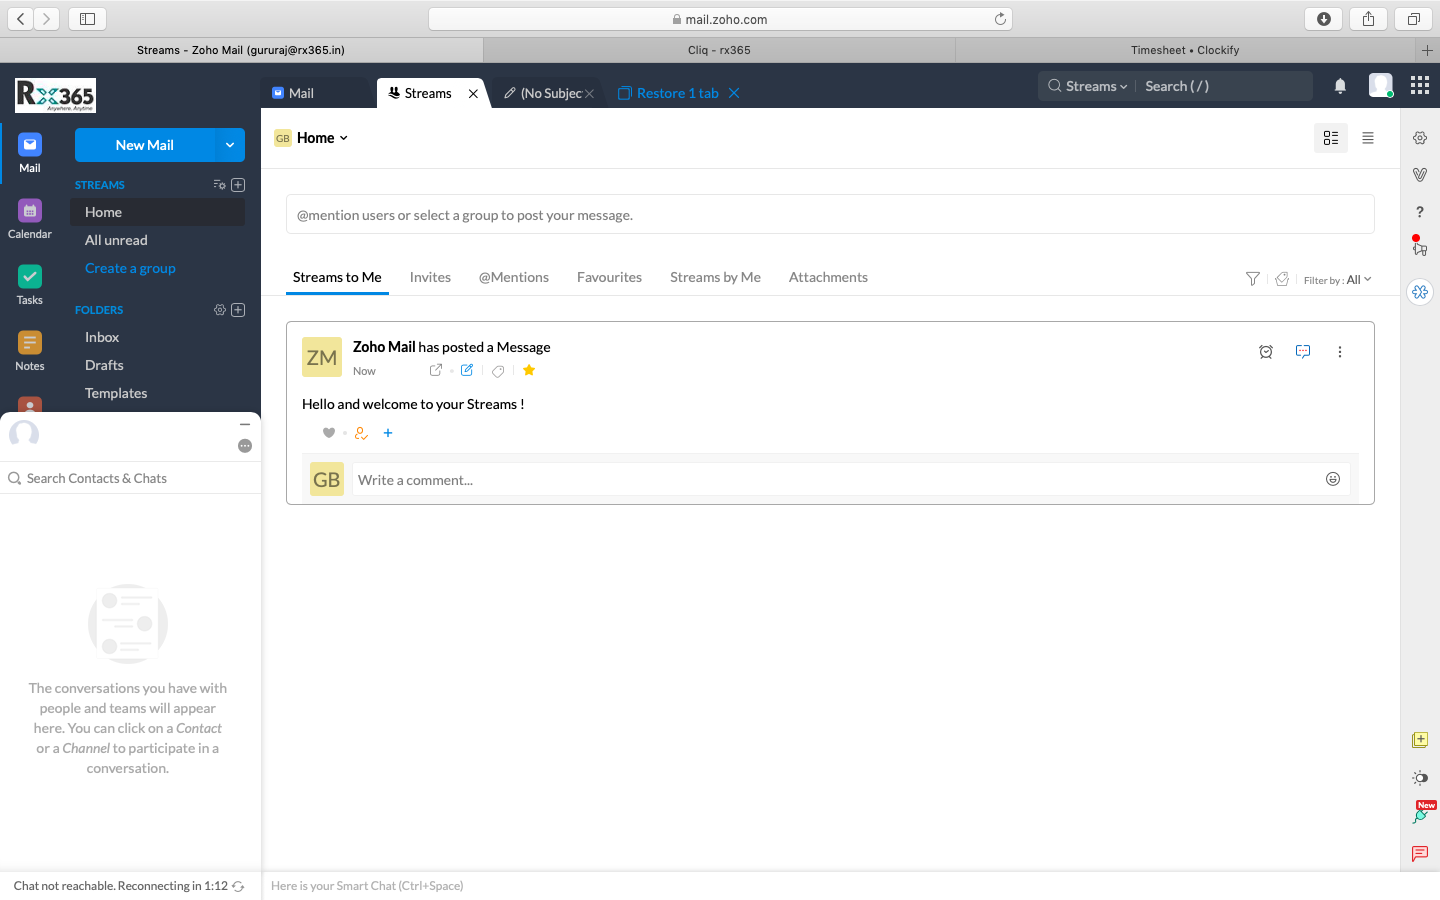 mail.zoho.com
Streams - Zoho Mail (gururaj@rx365.in)
Cliq - rx365
Timesheet • Clockify
Rx365
Anywhere. Anytime
Mail
Streams
(No Subjec
Restore 1 tab
Streams
Search ( / )
Mail
Calendar
Tasks
Notes
New Mail
STREAMS
Home
All unread
Create a group
FOLDERS
Inbox
Drafts
Templates
GB Home
@mention users or select a group to post your message.
Streams to Me
Invites
@Mentions
Favourites
Streams by Me
Attachments
Filter by : All
ZM
Zoho Mail has posted a Message
Now
Hello and welcome to your Streams !
GB
Write a comment...
Search Contacts & Chats
The conversations you have with
people and teams will appear
here. You can click on a Contact
or a Channel to participate in a
conversation.
New
Chat not reachable. Reconnecting in 1:12
Here is your Smart Chat (Ctrl+Space)